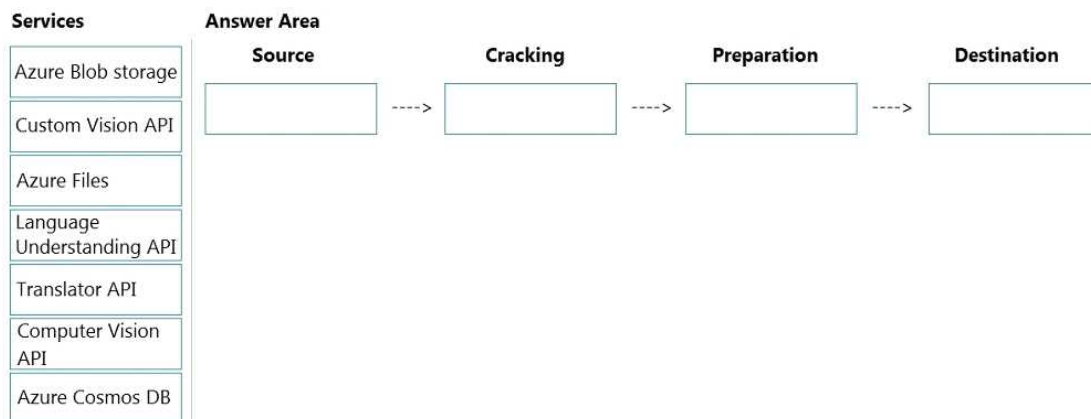 Services
Answer Area
Source
Cracking
Preparation
Destination
Azure Blob storage
---->
---->
---->
Custom Vision API
Azure Files
Language
Understanding API
Translator API
Computer Vision
API
Azure Cosmos DB